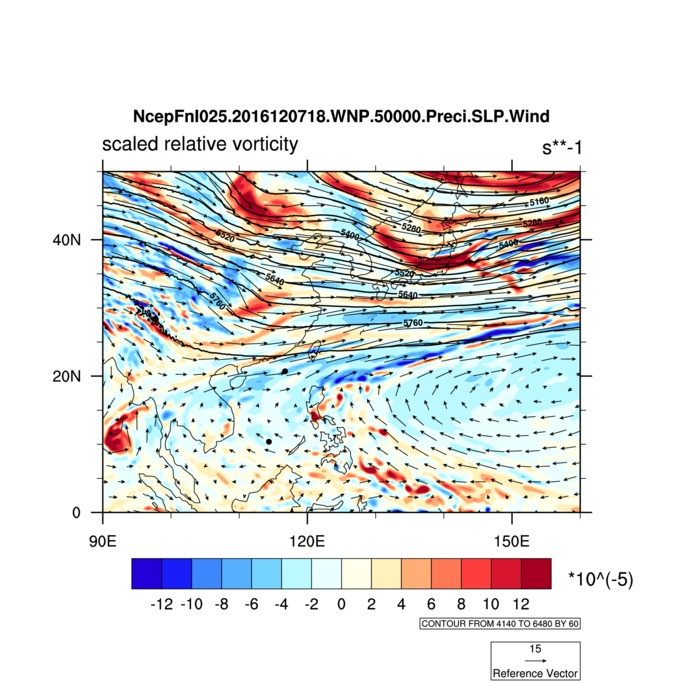 NcepFnl025.2016120718.WNP.50000.Preci.SLP.Wind
scaled relative vorticity
s**-1
5160
5280
5280
5400
5400
5520
5520
5640
5640
5760
5760
40N
20N
0
90E
120E
150E
-12 -10 -8 -6 -4 -2 0 2 4 6 8 10 12
*10^(-5)
CONTOUR FROM 4140 TO 6480 BY 60
15
Reference Vector